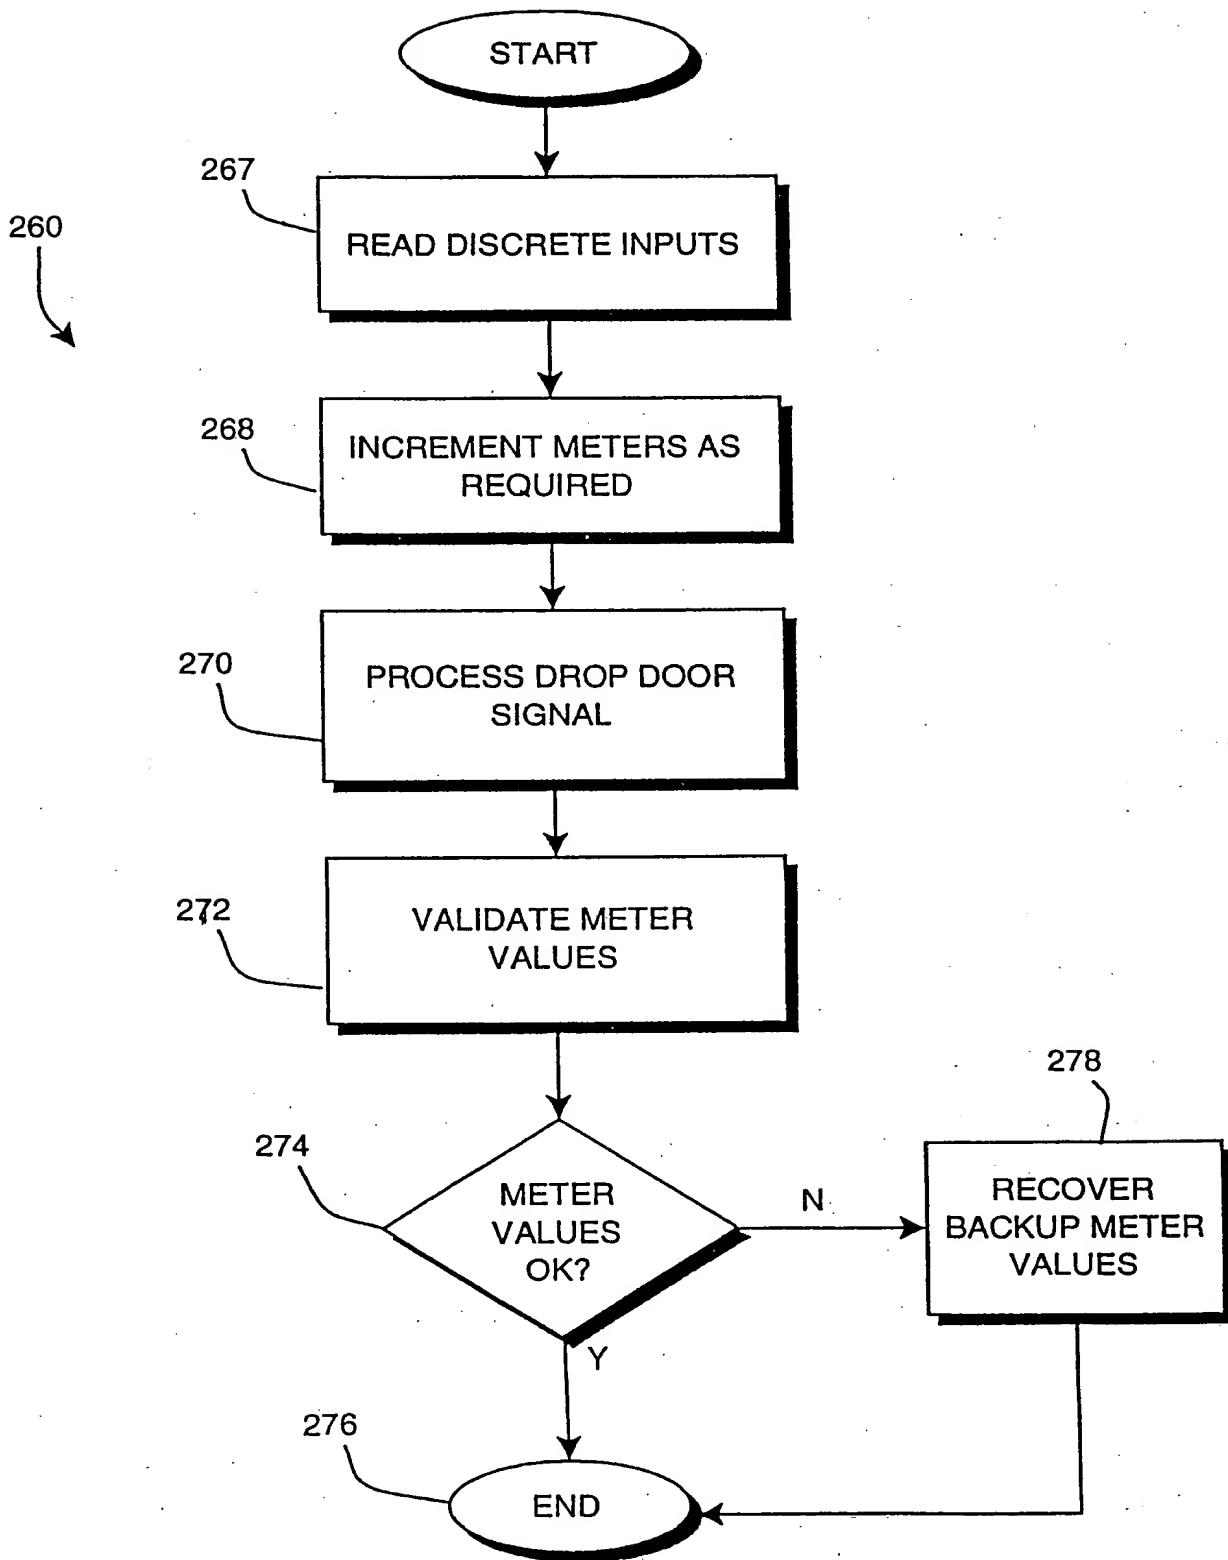 START
267
READ DISCRETE INPUTS
260
268
INCREMENT METERS AS
REQUIRED
270
PROCESS DROP DOOR
SIGNAL
272
VALIDATE METER
VALUES
278
274
METER
VALUES
OK?
N
RECOVER
BACKUP METER
VALUES
Y
276
END